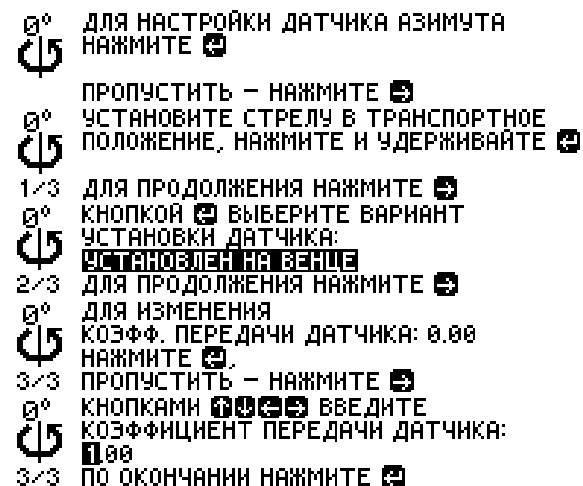 0° ДЛЯ НАСТРОЙКИ ДАТЧИКА АЗИМУТА
НАЖМИТЕ ↵
ПРОПУСТИТЬ – НАЖМИТЕ →
0° УСТАНОВИТЕ СТРЕЛУ В ТРАНСПОРТНОЕ
ПОЛОЖЕНИЕ, НАЖМИТЕ И УДЕРЖИВАЙТЕ ↵
1/3 ДЛЯ ПРОДОЛЖЕНИЯ НАЖМИТЕ →
0° КНОПКОЙ ↵ ВЫБЕРИТЕ ВАРИАНТ
УСТАНОВКИ ДАТЧИКА:
УСТАНОВЛЕН НА ВЕНЦЕ
2/3 ДЛЯ ПРОДОЛЖЕНИЯ НАЖМИТЕ →
0° ДЛЯ ИЗМЕНЕНИЯ
КОЭФФ. ПЕРЕДАЧИ ДАТЧИКА: 0.00
НАЖМИТЕ ↵,
3/3 ПРОПУСТИТЬ – НАЖМИТЕ →
0° КНОПКАМИ ↑↓←→ ВВЕДИТЕ
КОЭФФИЦИЕНТ ПЕРЕДАЧИ ДАТЧИКА:
1.00
3/3 ПО ОКОНЧАНИИ НАЖМИТЕ ↵